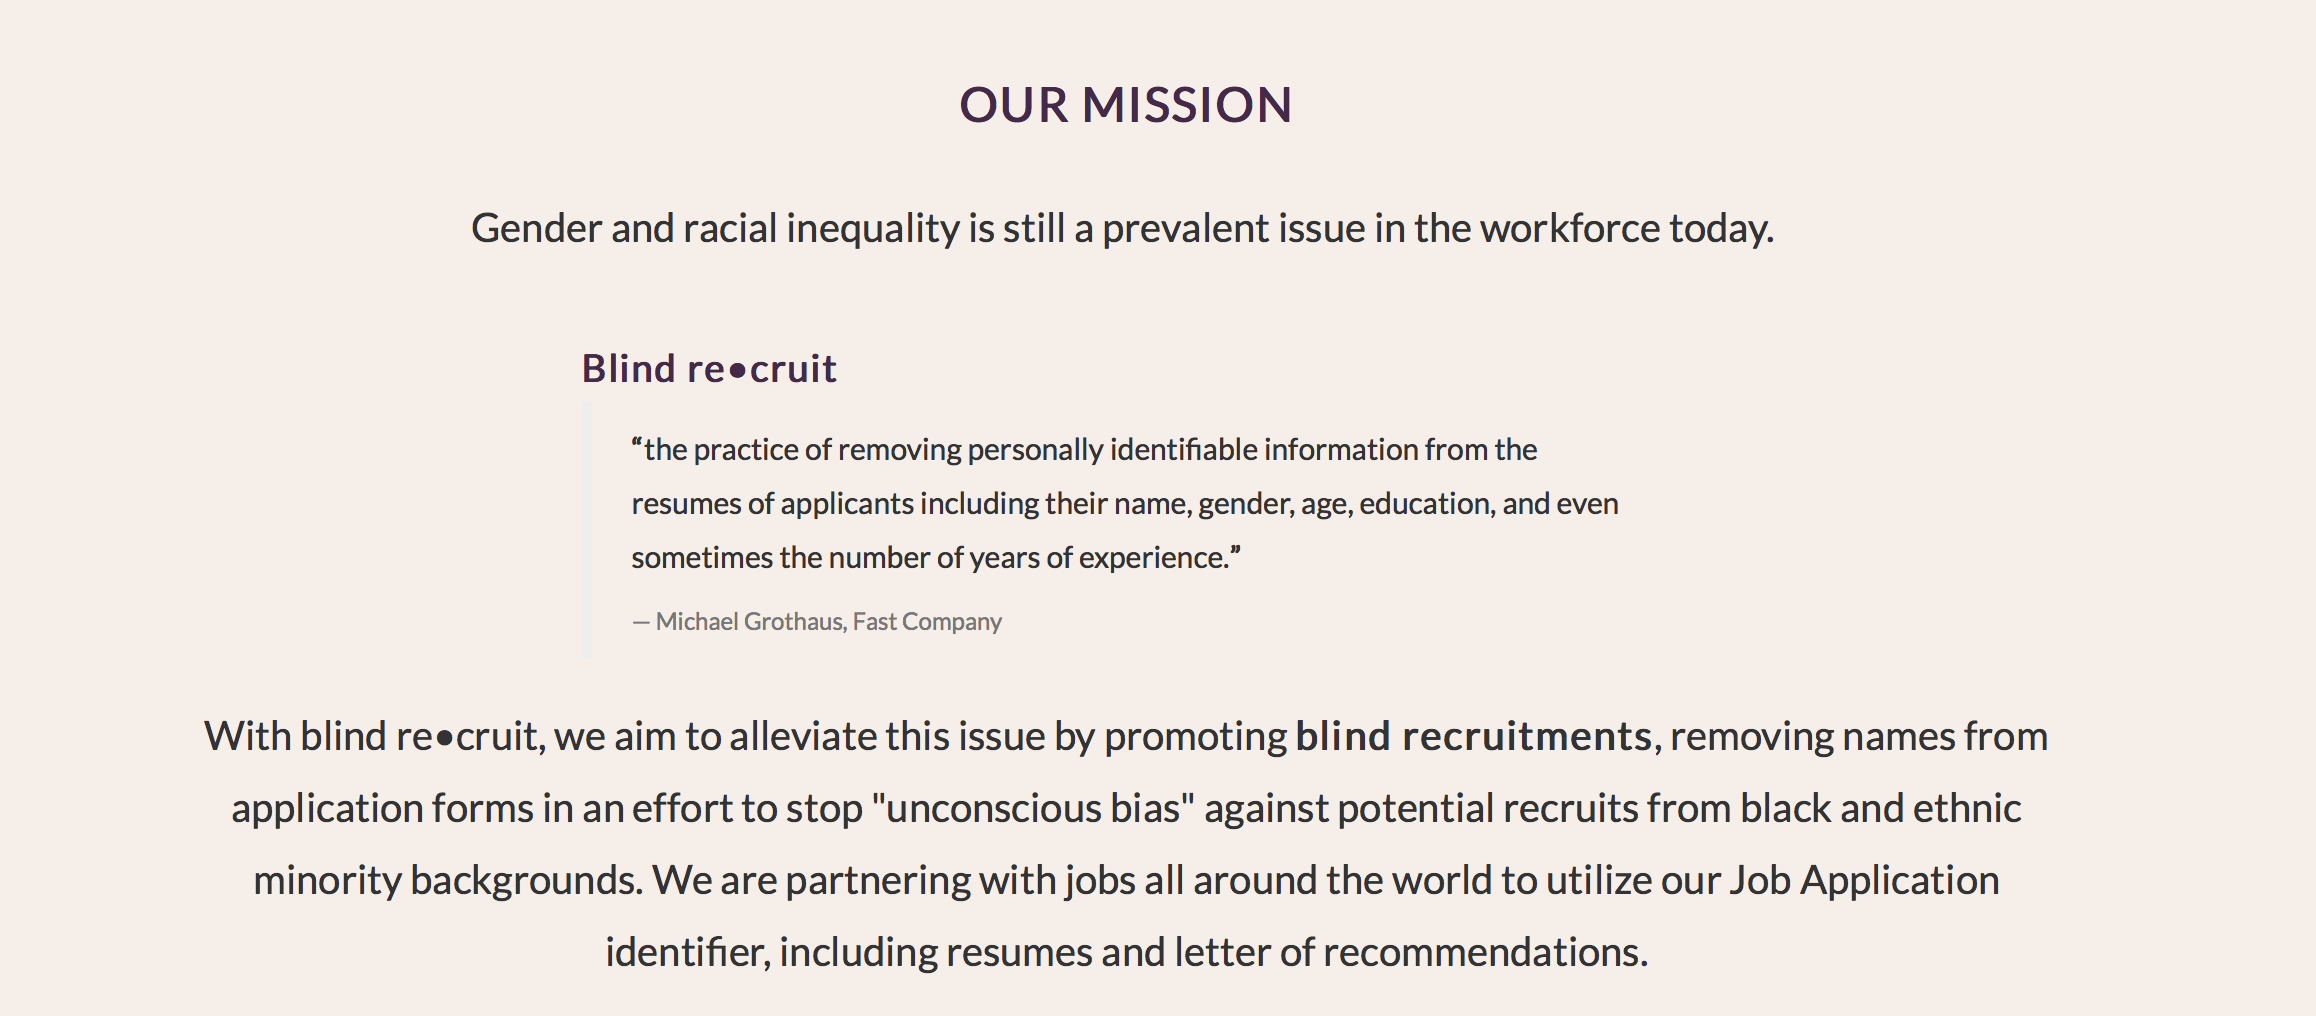 OUR MISSION
Gender and racial inequality is still a prevalent issue in the workforce today.
Blind re•cruit
“the practice of removing personally identifiable information from the
resumes of applicants including their name, gender, age, education, and even
sometimes the number of years of experience.”
— Michael Grothaus, Fast Company
With blind re•cruit, we aim to alleviate this issue by promoting blind recruitments, removing names from
application forms in an effort to stop "unconscious bias" against potential recruits from black and ethnic
minority backgrounds. We are partnering with jobs all around the world to utilize our Job Application
identifier, including resumes and letter of recommendations.